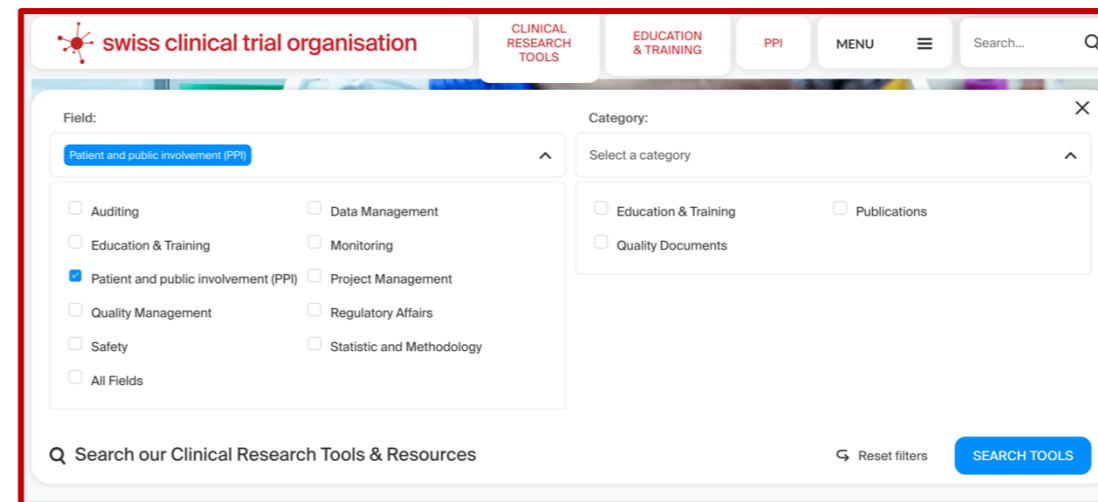 swiss clinical trial organisation
CLINICAL
RESEARCH
TOOLS
EDUCATION
& TRAINING
PPI
MENU
Search...
Field:
Category:
Patient and public involvement (PPI)
Select a category
Auditing
Data Management
Education & Training
Monitoring
Patient and public involvement (PPI)
Project Management
Quality Management
Regulatory Affairs
Safety
Statistic and Methodology
All Fields
Education & Training
Publications
Quality Documents
Search our Clinical Research Tools & Resources
Reset filters
SEARCH TOOLS